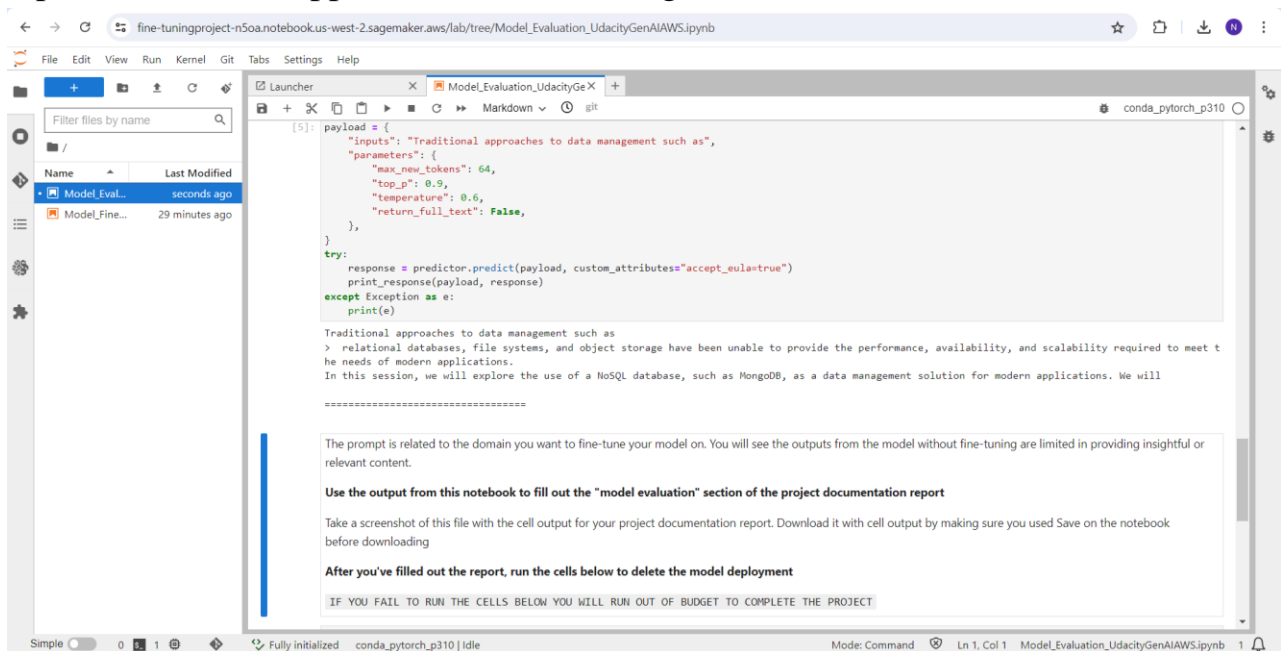 fine-tuningproject-n5oa.notebook.us-west-2.sagemaker.aws/lab/tree/Model_Evaluation_UdacityGenAIAWS.ipynb
N
File Edit View Run Kernel Git Tabs Settings Help
Launcher
Model_Evaluation_UdacityGe
Markdown
git
conda_pytorch_p310
Filter files by name
/
Name Last Modified
Model_Eval... seconds ago
Model_Fine... 29 minutes ago
[5]: payload = {
"inputs": "Traditional approaches to data management such as",
"parameters": {
"max_new_tokens": 64,
"top_p": 0.9,
"temperature": 0.6,
"return_full_text": False,
},
}
try:
response = predictor.predict(payload, custom_attributes="accept_eula=true")
print_response(payload, response)
except Exception as e:
print(e)
Traditional approaches to data management such as
> relational databases, file systems, and object storage have been unable to provide the performance, availability, and scalability required to meet t
he needs of modern applications.
In this session, we will explore the use of a NoSQL database, such as MongoDB, as a data management solution for modern applications. We will
==================================
The prompt is related to the domain you want to fine-tune your model on. You will see the outputs from the model without fine-tuning are limited in providing insightful or
relevant content.
Use the output from this notebook to fill out the "model evaluation" section of the project documentation report
Take a screenshot of this file with the cell output for your project documentation report. Download it with cell output by making sure you used Save on the notebook
before downloading
After you've filled out the report, run the cells below to delete the model deployment
IF YOU FAIL TO RUN THE CELLS BELOW YOU WILL RUN OUT OF BUDGET TO COMPLETE THE PROJECT
Simple 0 1 Fully initialized conda_pytorch_p310 | Idle Mode: Command Ln 1, Col 1 Model_Evaluation_UdacityGenAIAWS.ipynb 1